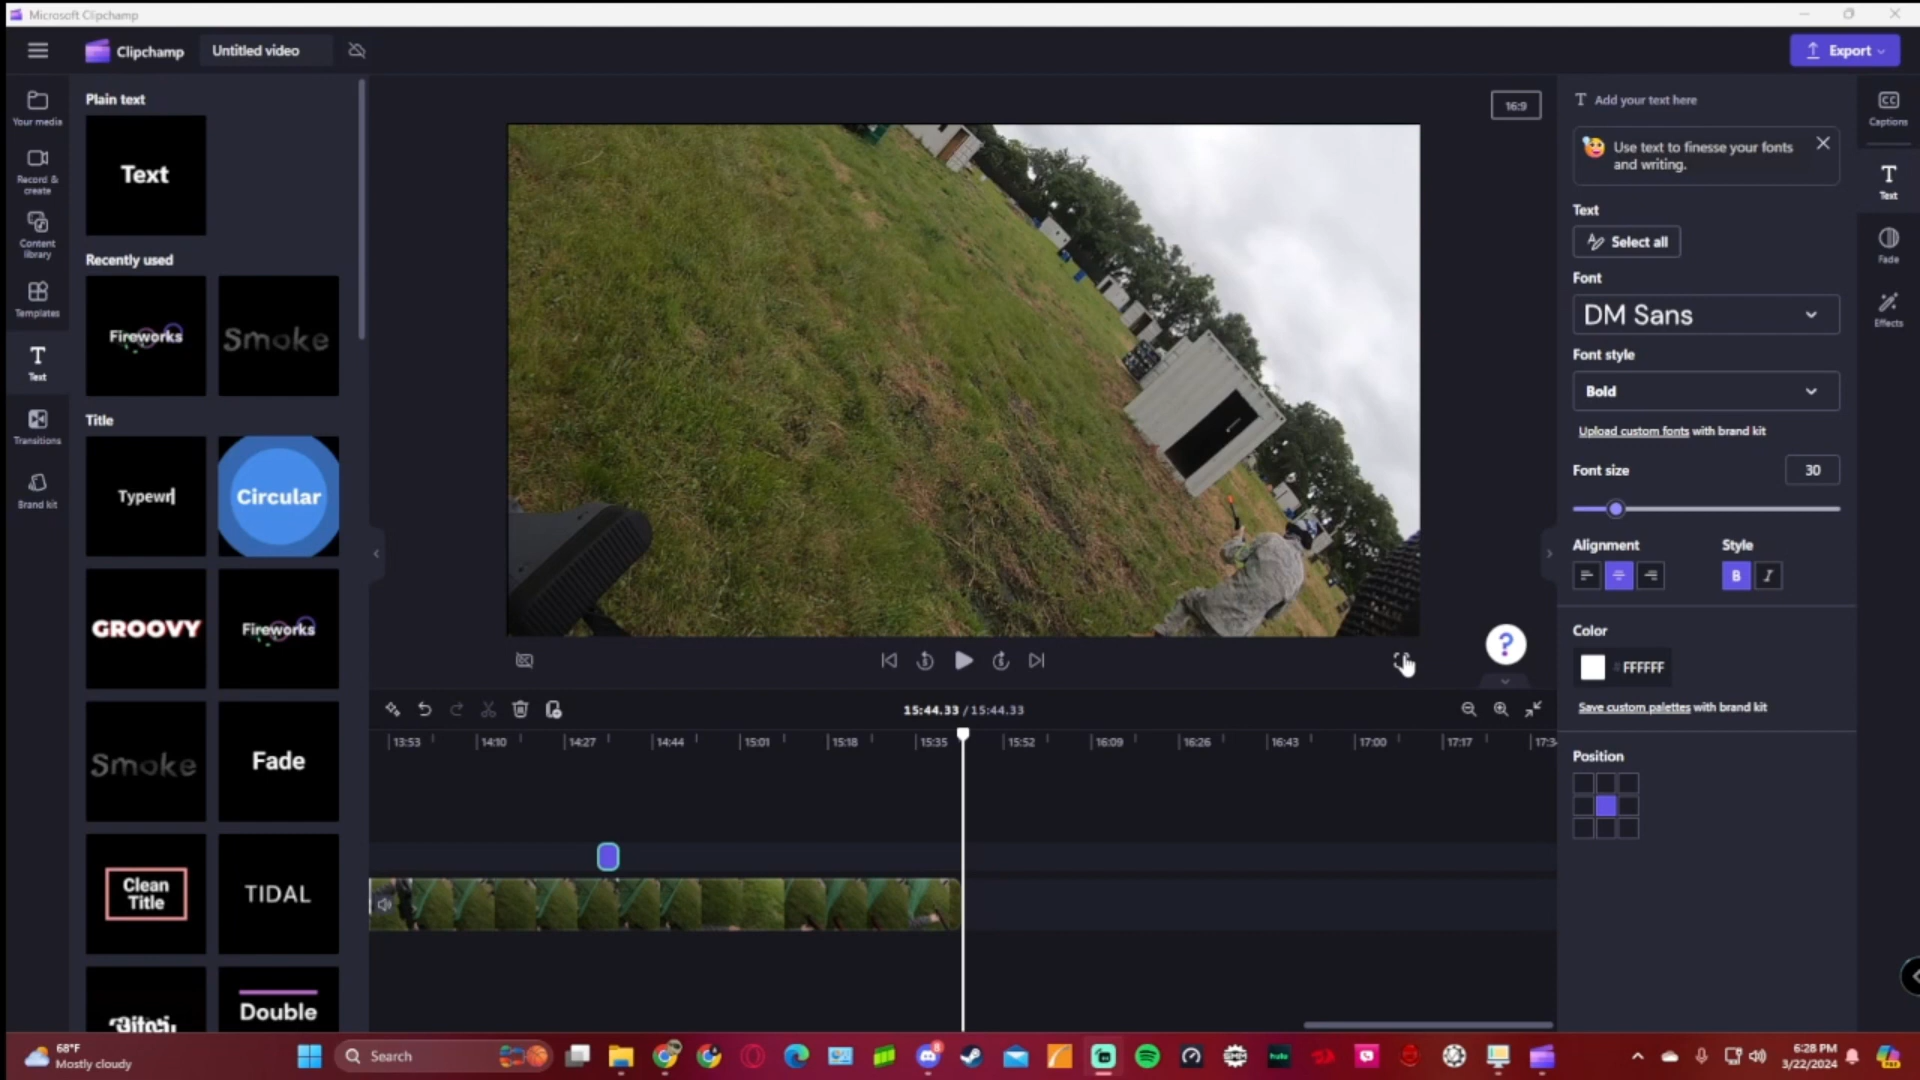 Microsoft Clipchamp
Clipchamp
Untitled video
Export
Your media
Record &
create
Content
library
Templates
Text
Transitions
Brand kit
Plain text
Text
Recently used
Fireworks
Smoke
Title
Typewr
Circular
GROOVY
Fireworks
Smoke
Fade
Clean
Title
TIDAL
Double
16:9
15:44.33 / 15:44.33
13:53
14:10
14:27
14:44
15:01
15:18
15:35
15:52
16:09
16:26
16:43
17:00
17:17
?
T Add your text here
Use text to finesse your fonts
and writing.
Text
Select all
Font
DM Sans
Font style
Bold
Upload custom fonts with brand kit
Font size
30
Alignment
Style
B
I
Color
FFFFFF
Save custom palettes with brand kit
Position
CC
Captions
Text
Fade
Effects
68°F
Mostly cloudy
Search
hulu
6:28 PM
3/22/2024